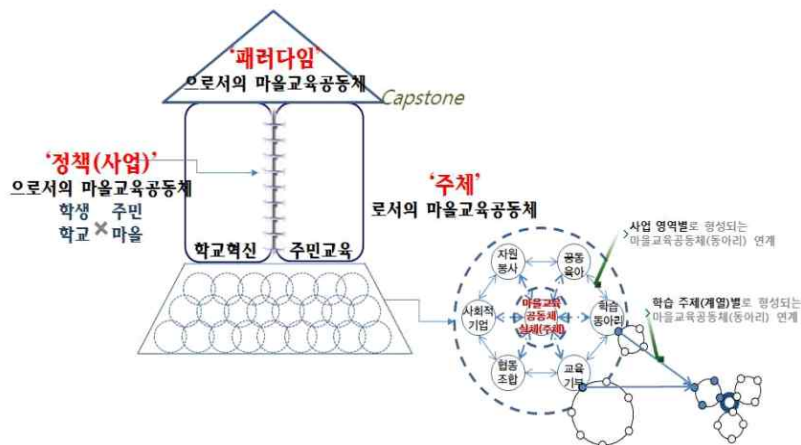 ‘패러다임’
으로서의 마을교육공동체
Capstone
‘정책(사업)’
으로서의 마을교육공동체
학생 주민
학교 × 마을
학교혁신
주민교육
‘주체’
로서의 마을교육공동체
사업 영역별로 형성되는
마을교육공동체(동아리) 연계
학습 주제(계열)별로 형성되는
마을교육공동체(동아리) 연계
자원
봉사
공동
육아
사회적
기업
마을교육
공동체
실체(주체)
학습
동아리
협동
조합
교육
기부